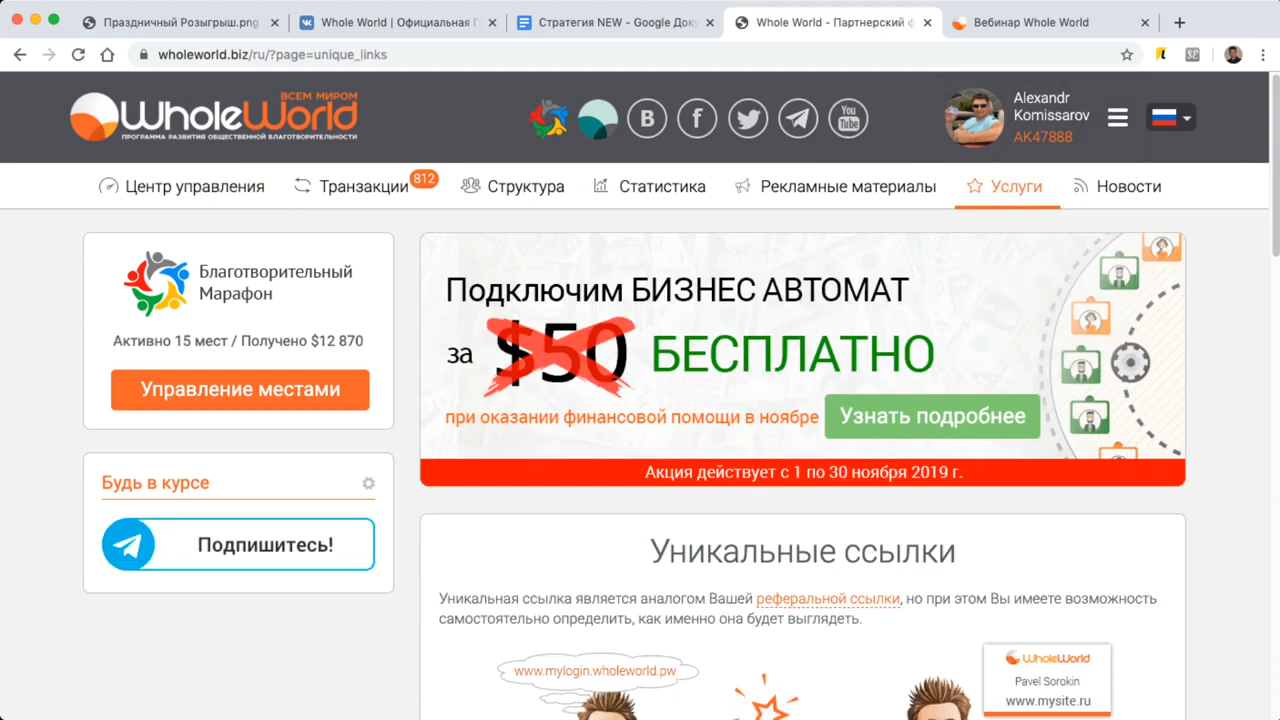 Праздничный Розыгрыш.png
Whole World | Официальная Г
Стратегия NEW - Google Доку
Whole World - Партнерский ф
Вебинар Whole World
wholeworld.biz/ru/?page=unique_links
ВСЕМ МИРОМ
WholeWorld
ПРОГРАММА РАЗВИТИЯ ОБЩЕСТВЕННОЙ БЛАГОТВОРИТЕЛЬНОСТИ
You Tube
Alexandr
Komissarov
AK47888
Центр управления
Транзакции 812
Структура
Статистика
Рекламные материалы
Услуги
Новости
Благотворительный
Марафон
Активно 15 мест / Получено $12 870
Управление местами
Будь в курсе
Подпишитесь!
Подключим БИЗНЕС АВТОМАТ
за $50 БЕСПЛАТНО
при оказании финансовой помощи в ноябре
Узнать подробнее
Акция действует с 1 по 30 ноября 2019 г.
Уникальные ссылки
Уникальная ссылка является аналогом Вашей реферальной ссылки, но при этом Вы имеете возможность
самостоятельно определить, как именно она будет выглядеть.
www.mylogin.wholeworld.pw
WholeWorld
Pavel Sorokin
www.mysite.ru